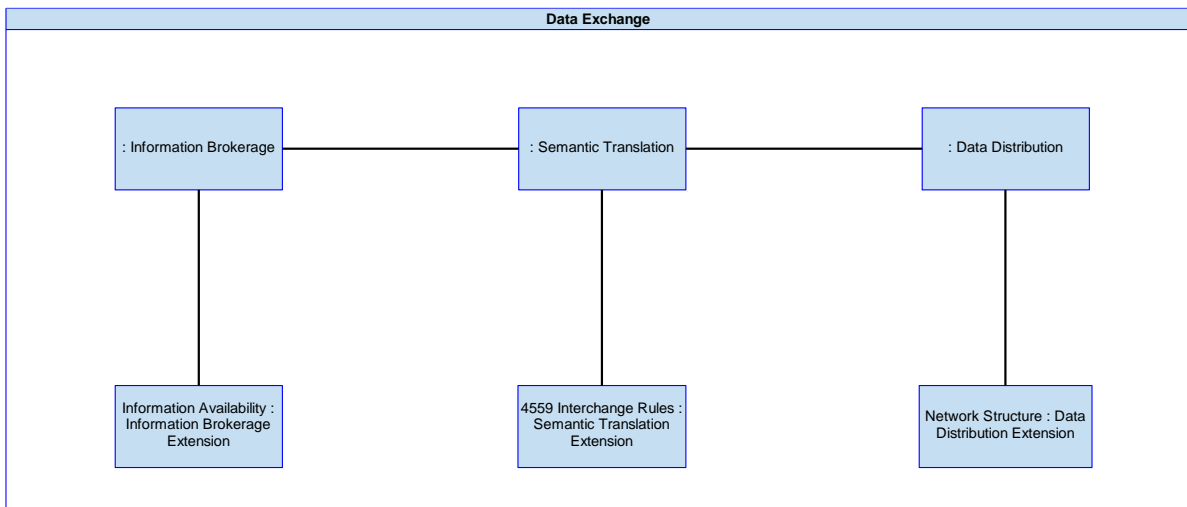 Data Exchange
: Information Brokerage
: Semantic Translation
: Data Distribution
Information Availability :
Information Brokerage
Extension
4559 Interchange Rules :
Semantic Translation
Extension
Network Structure : Data
Distribution Extension